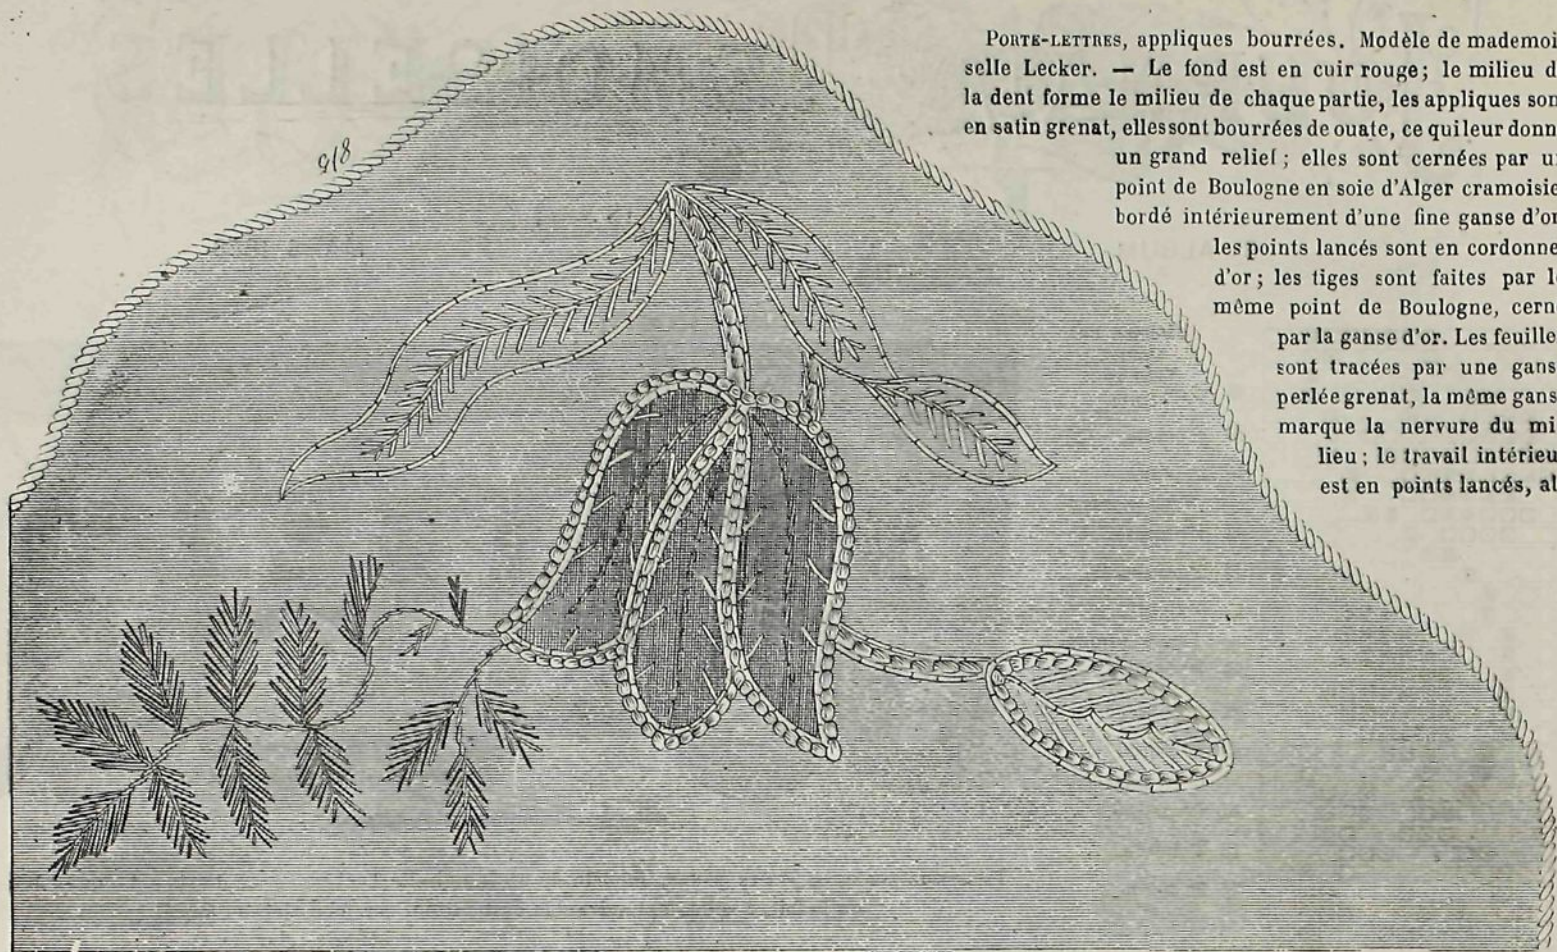 PORTE-LETTRES, appliques bourrées. Modèle de mademoi
selle Lecker. — Le fond est en cuir rouge; le milieu d
la dent forme le milieu de chaque partie, les appliques son
en satin grenat, elles sont bourrées de ouate, ce qui leur donn
un grand relief; elles sont cernées par u
point de Boulogne en soie d'Alger cramoisie
bordé intérieurement d'une fine ganse d'or
les points lancés sont en cordonne
d'or; les tiges sont faites par l
même point de Boulogne, cern
par la ganse d'or. Les feuille
sont tracées par une gans
perlée grenat, la même gans
marque la nervure du mi
lieu; le travail intérieu
est en points lancés, al
918